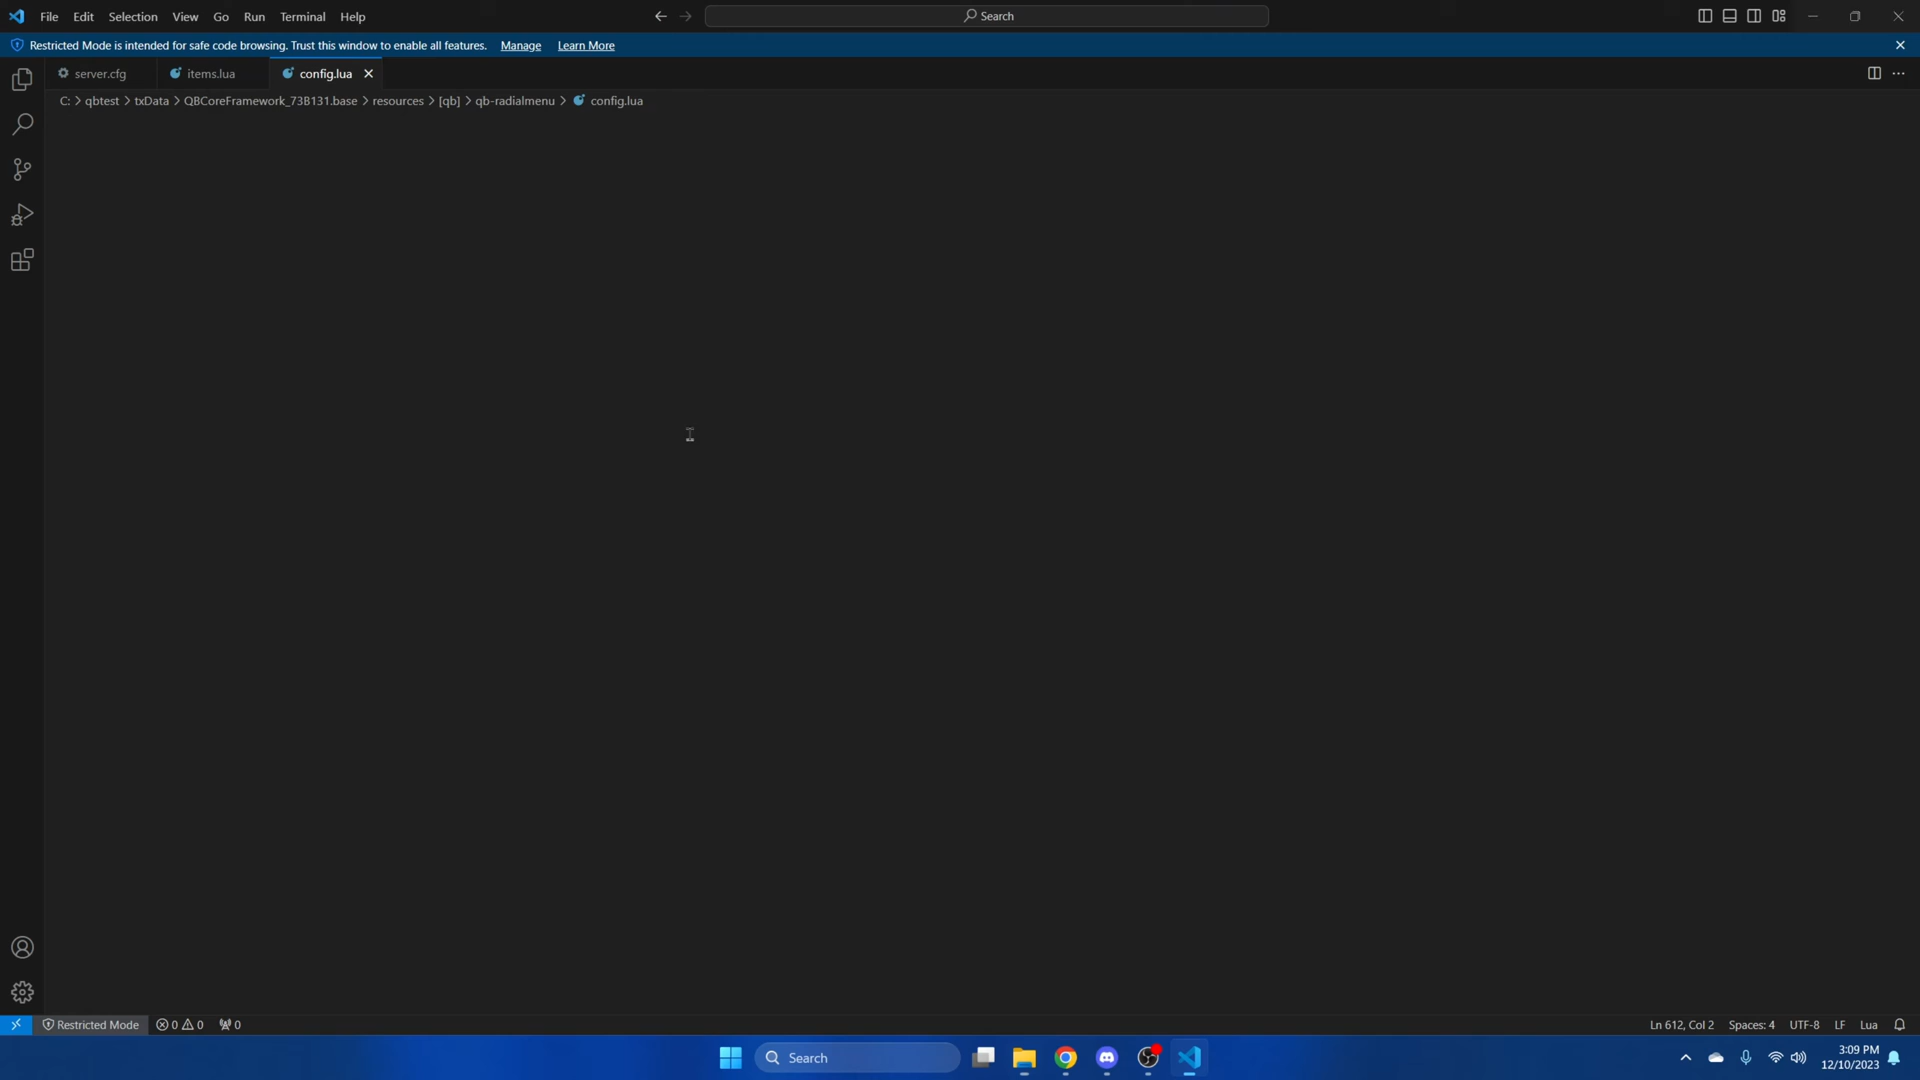 File Edit Selection View Go Run Terminal Help Search
Restricted Mode is intended for safe code browsing. Trust this window to enable all features. Manage Learn More
server.cfg items.lua config.lua
C: > qbtest > txData > QBCoreFramework_73B131.base > resources > [qb] > qb-radialmenu > config.lua
Restricted Mode 0 0 0 Ln 612, Col 2 Spaces: 4 UTF-8 LF Lua
Search
3:09 PM
12/10/2023